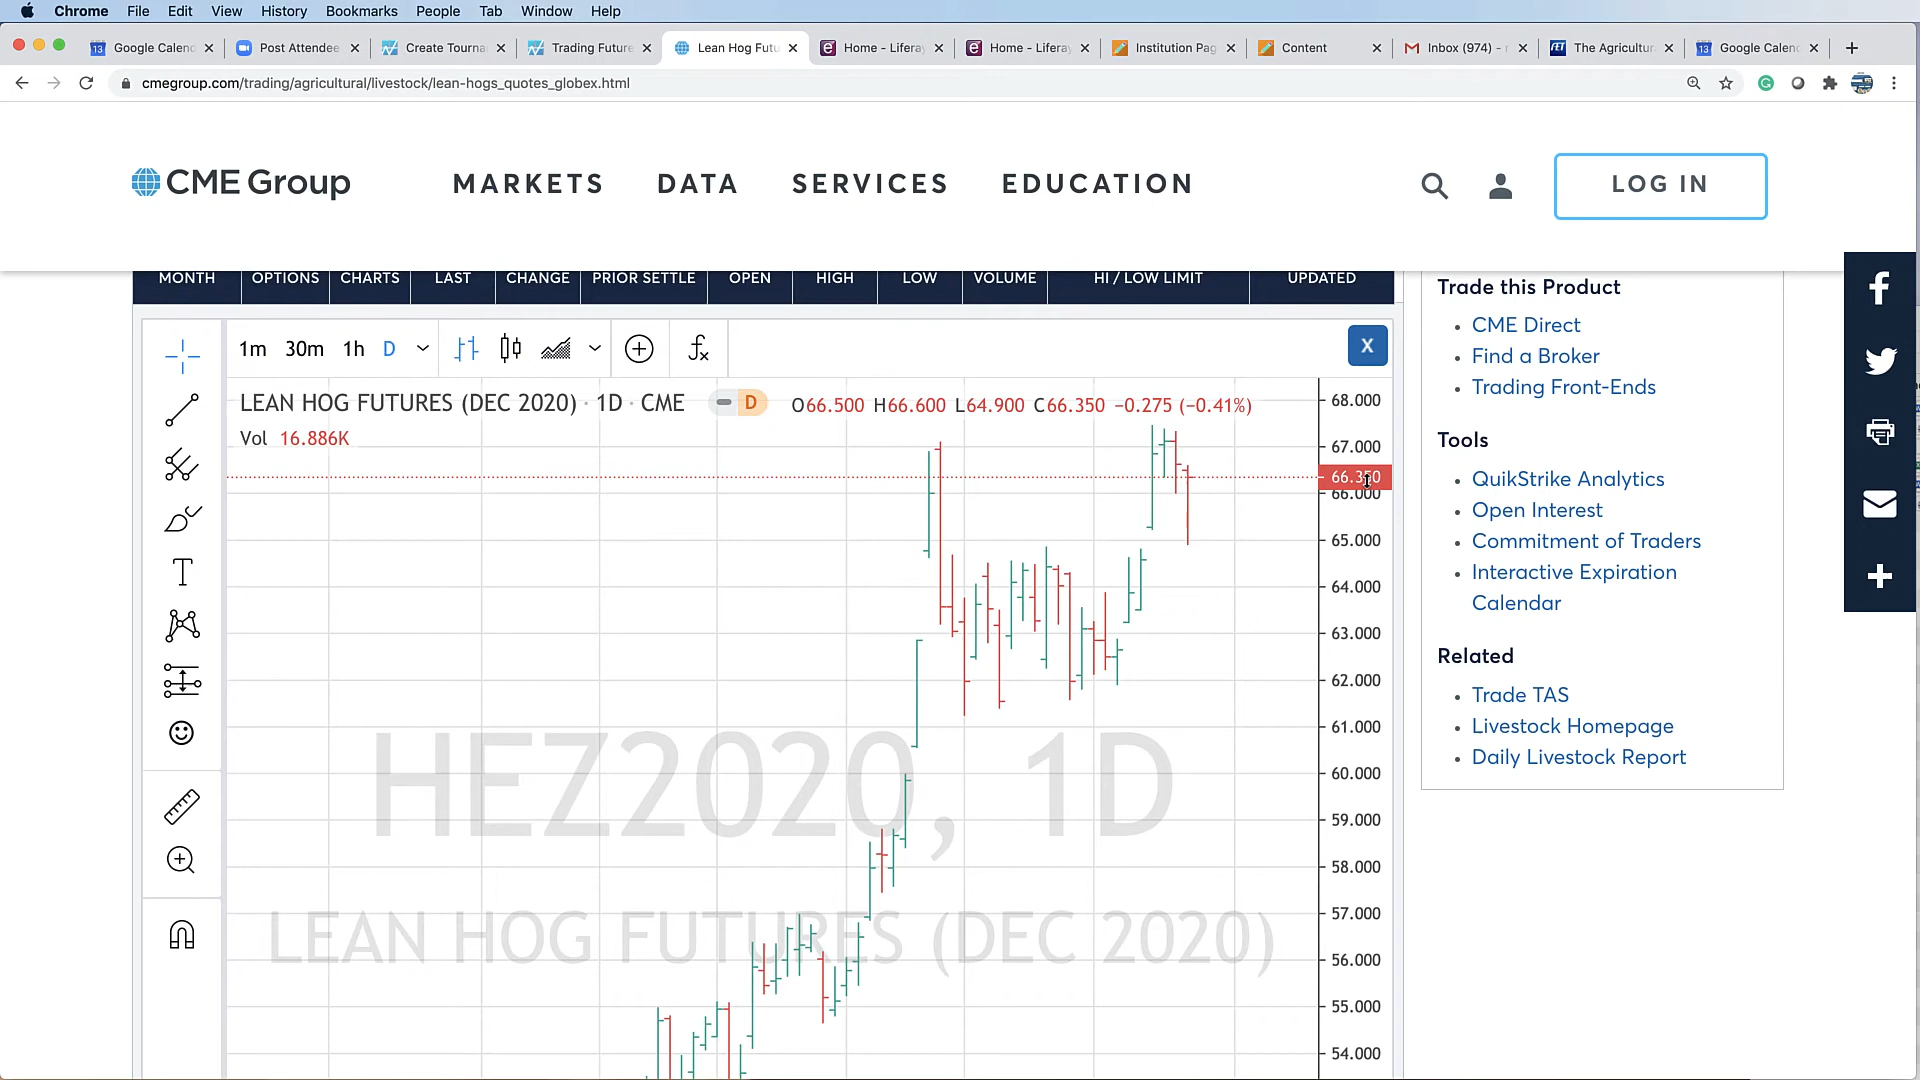 Chrome File Edit View History Bookmarks People Tab Window Help
13 Google Calen Post Attendee Create Tourna Trading Future Lean Hog Futu Home - Liferay Home - Liferay Institution Pag Content Inbox (974) - The Agricultur 13 Google Calen
cmegroup.com/trading/agricultural/livestock/lean-hogs_quotes_globex.html
CME Group MARKETS DATA SERVICES EDUCATION LOG IN
MONTH OPTIONS CHARTS LAST CHANGE PRIOR SETTLE OPEN HIGH LOW VOLUME HI / LOW LIMIT UPDATED
1m 30m 1h D X
LEAN HOG FUTURES (DEC 2020) · 1D · CME D O66.500 H66.600 L64.900 C66.350 −0.275 (−0.41%)
Vol 16.886K
68.000
67.000
66.350
66.000
65.000
64.000
63.000
62.000
61.000
60.000
59.000
58.000
57.000
56.000
55.000
54.000
HEZ2020, 1D
LEAN HOG FUTURES (DEC 2020)
Trade this Product
CME Direct
Find a Broker
Trading Front-Ends
Tools
QuikStrike Analytics
Open Interest
Commitment of Traders
Interactive Expiration
Calendar
Related
Trade TAS
Livestock Homepage
Daily Livestock Report